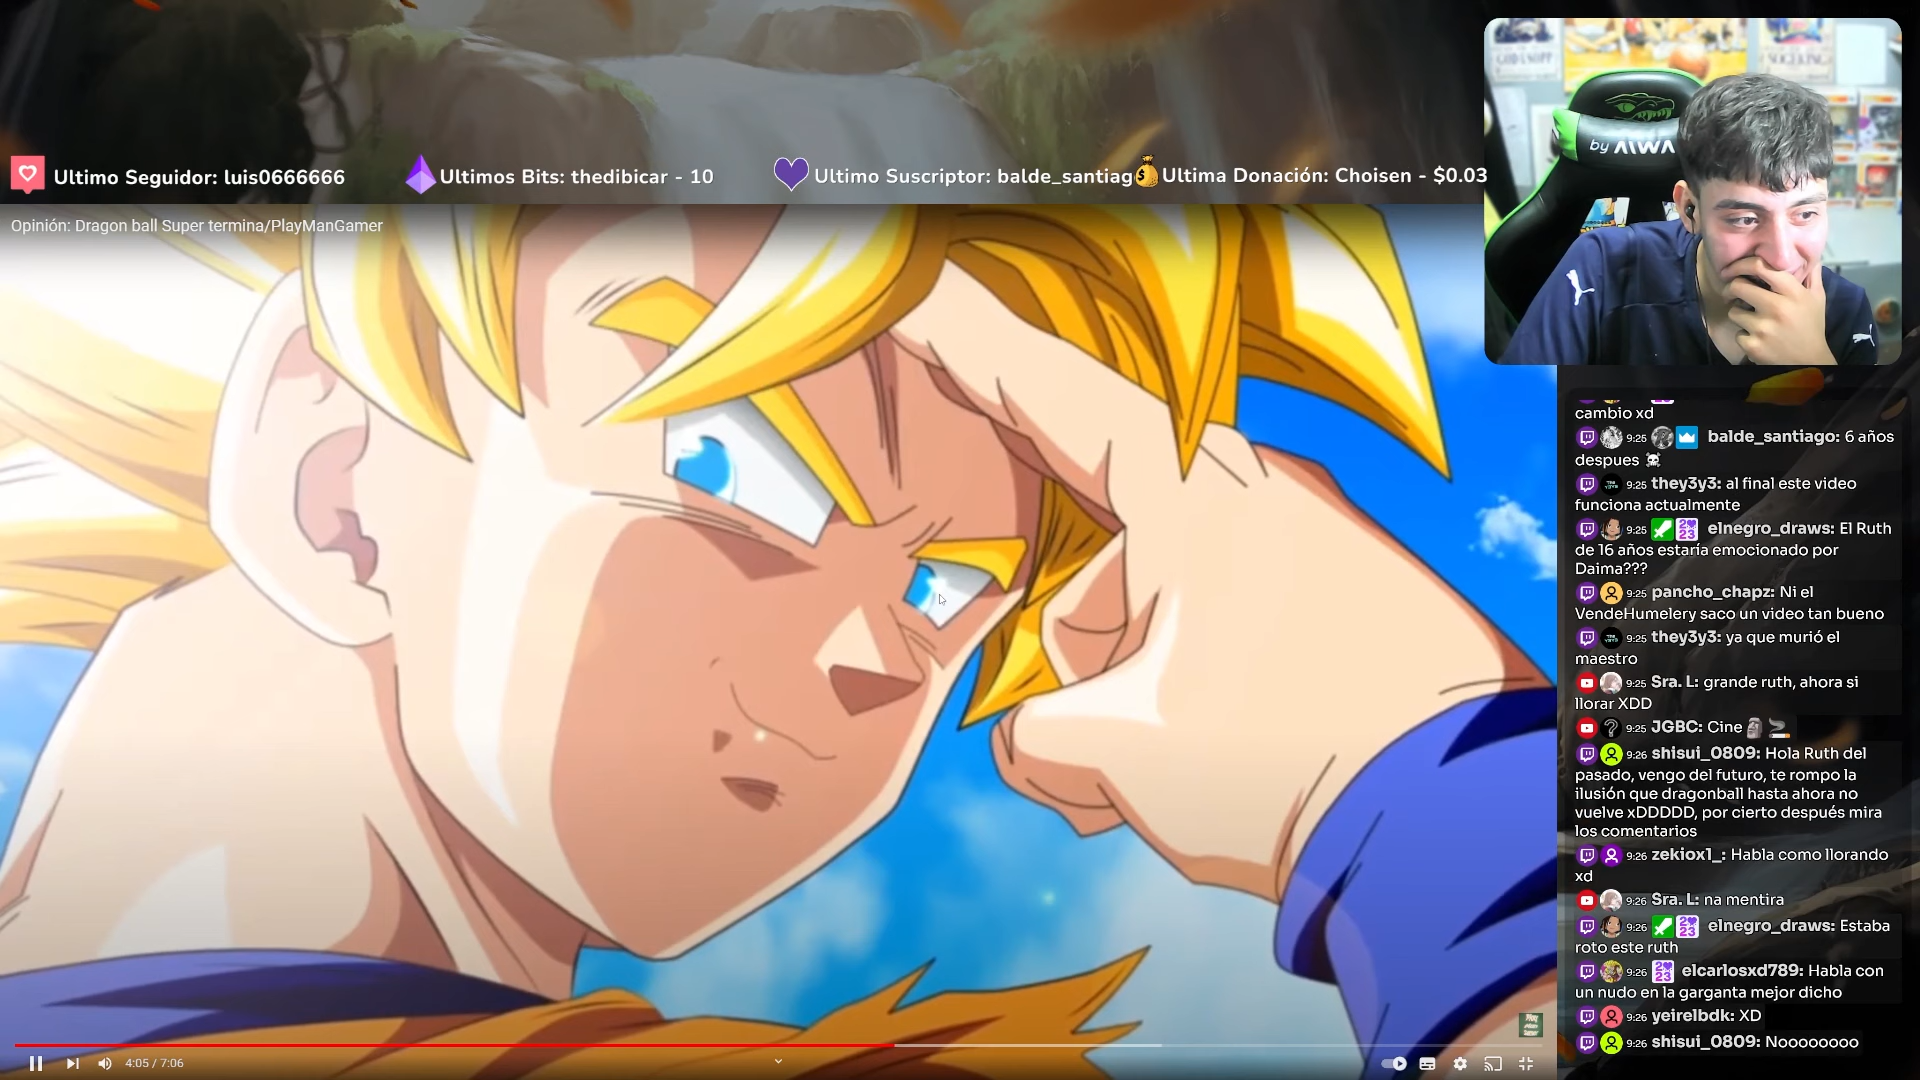 Ultimo Seguidor: luis0666666
Ultimos Bits: thedibicar - 10
Ultimo Suscriptor: balde_santiag
Ultima Donación: Choisen - $0.03
Opinión: Dragon ball Super termina/PlayManGamer
by AIWA
cambio xd
9:25 balde_santiago: 6 años
despues ☠
9:25 they3y3: al final este video
funciona actualmente
9:25 elnegro_draws: El Ruth
de 16 años estaría emocionado por
Daima???
9:25 pancho_chapz: Ni el
VendeHumelery saco un video tan bueno
9:25 they3y3: ya que murió el
maestro
9:25 Sra. L: grande ruth, ahora si
llorar XDD
9:25 JGBC: Cine 🗿 🚬
9:26 shisui_0809: Hola Ruth del
pasado, vengo del futuro, te rompo la
ilusión que dragonball hasta ahora no
vuelve xDDDDD, por cierto después mira
los comentarios
9:26 zekiox1_: Habla como llorando
xd
9:26 Sra. L: na mentira
9:26 elnegro_draws: Estaba
roto este ruth
9:26 elcarlosxd789: Habla con
un nudo en la garganta mejor dicho
9:26 yeirelbdk: XD
9:26 shisui_0809: Noooooooo
4:05 / 7:06